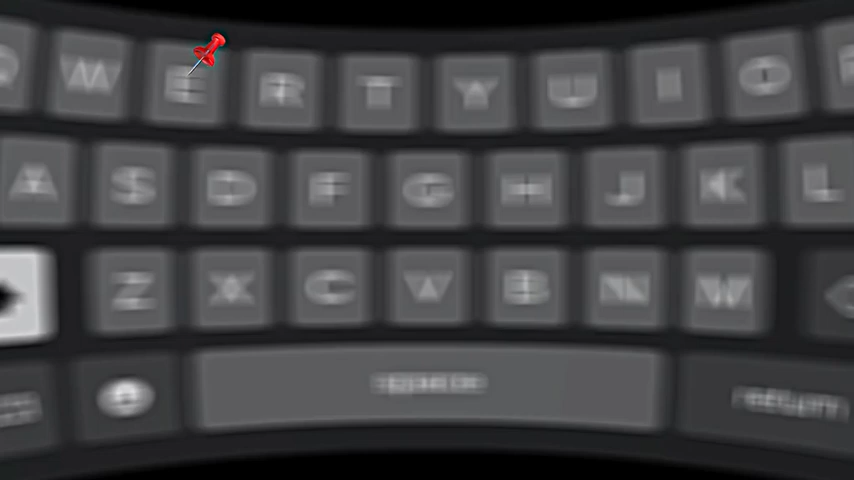 Q W E R T Y U I O P
A S D F G H J K L
Z X C V B N M
space return